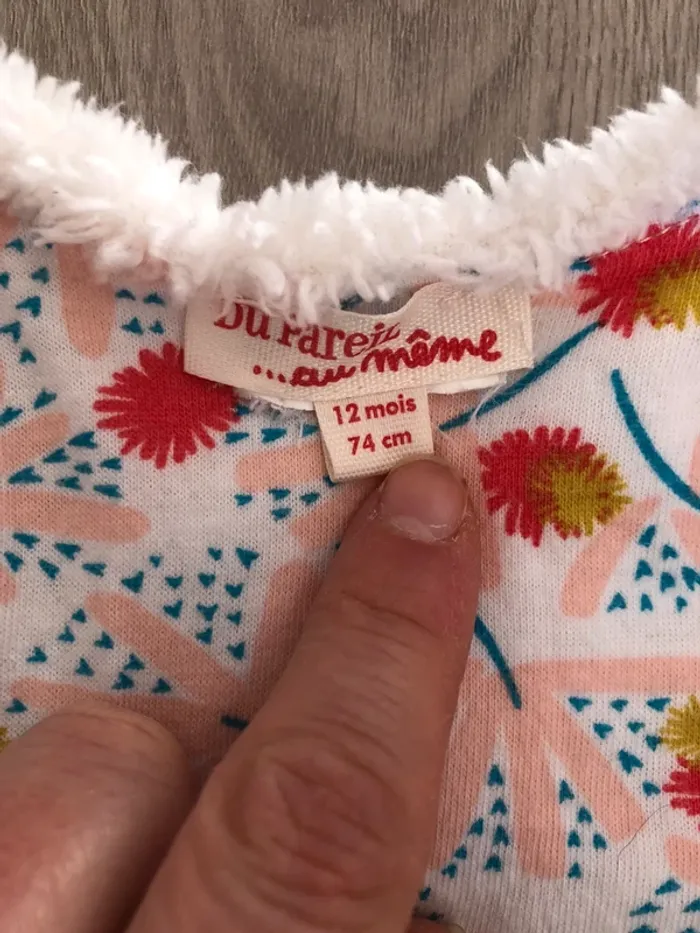 Du Pareil
...au même
12 mois
74 cm